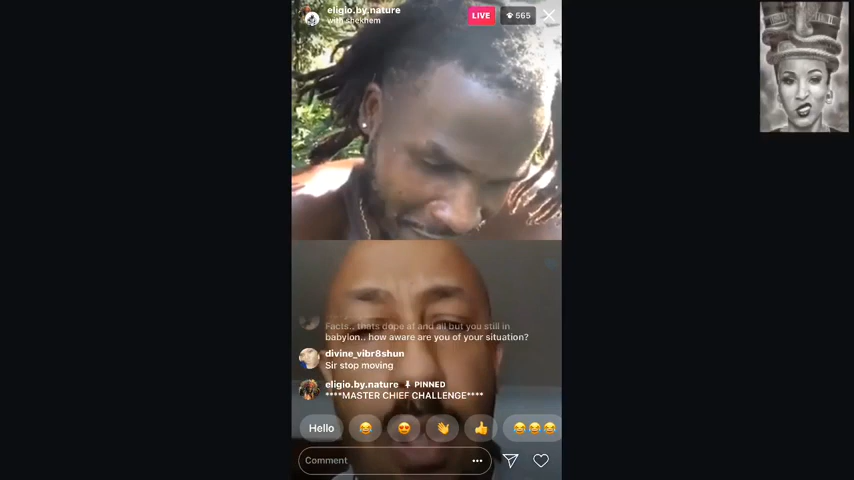 eligio.by.nature
with shekhem
LIVE
565
Facts.. thats dope af and all but you still in
babylon.. how aware are you of your situation?
divine_vibr8shun
Sir stop moving
eligio.by.nature PINNED
****MASTER CHIEF CHALLENGE****
Hello
Comment